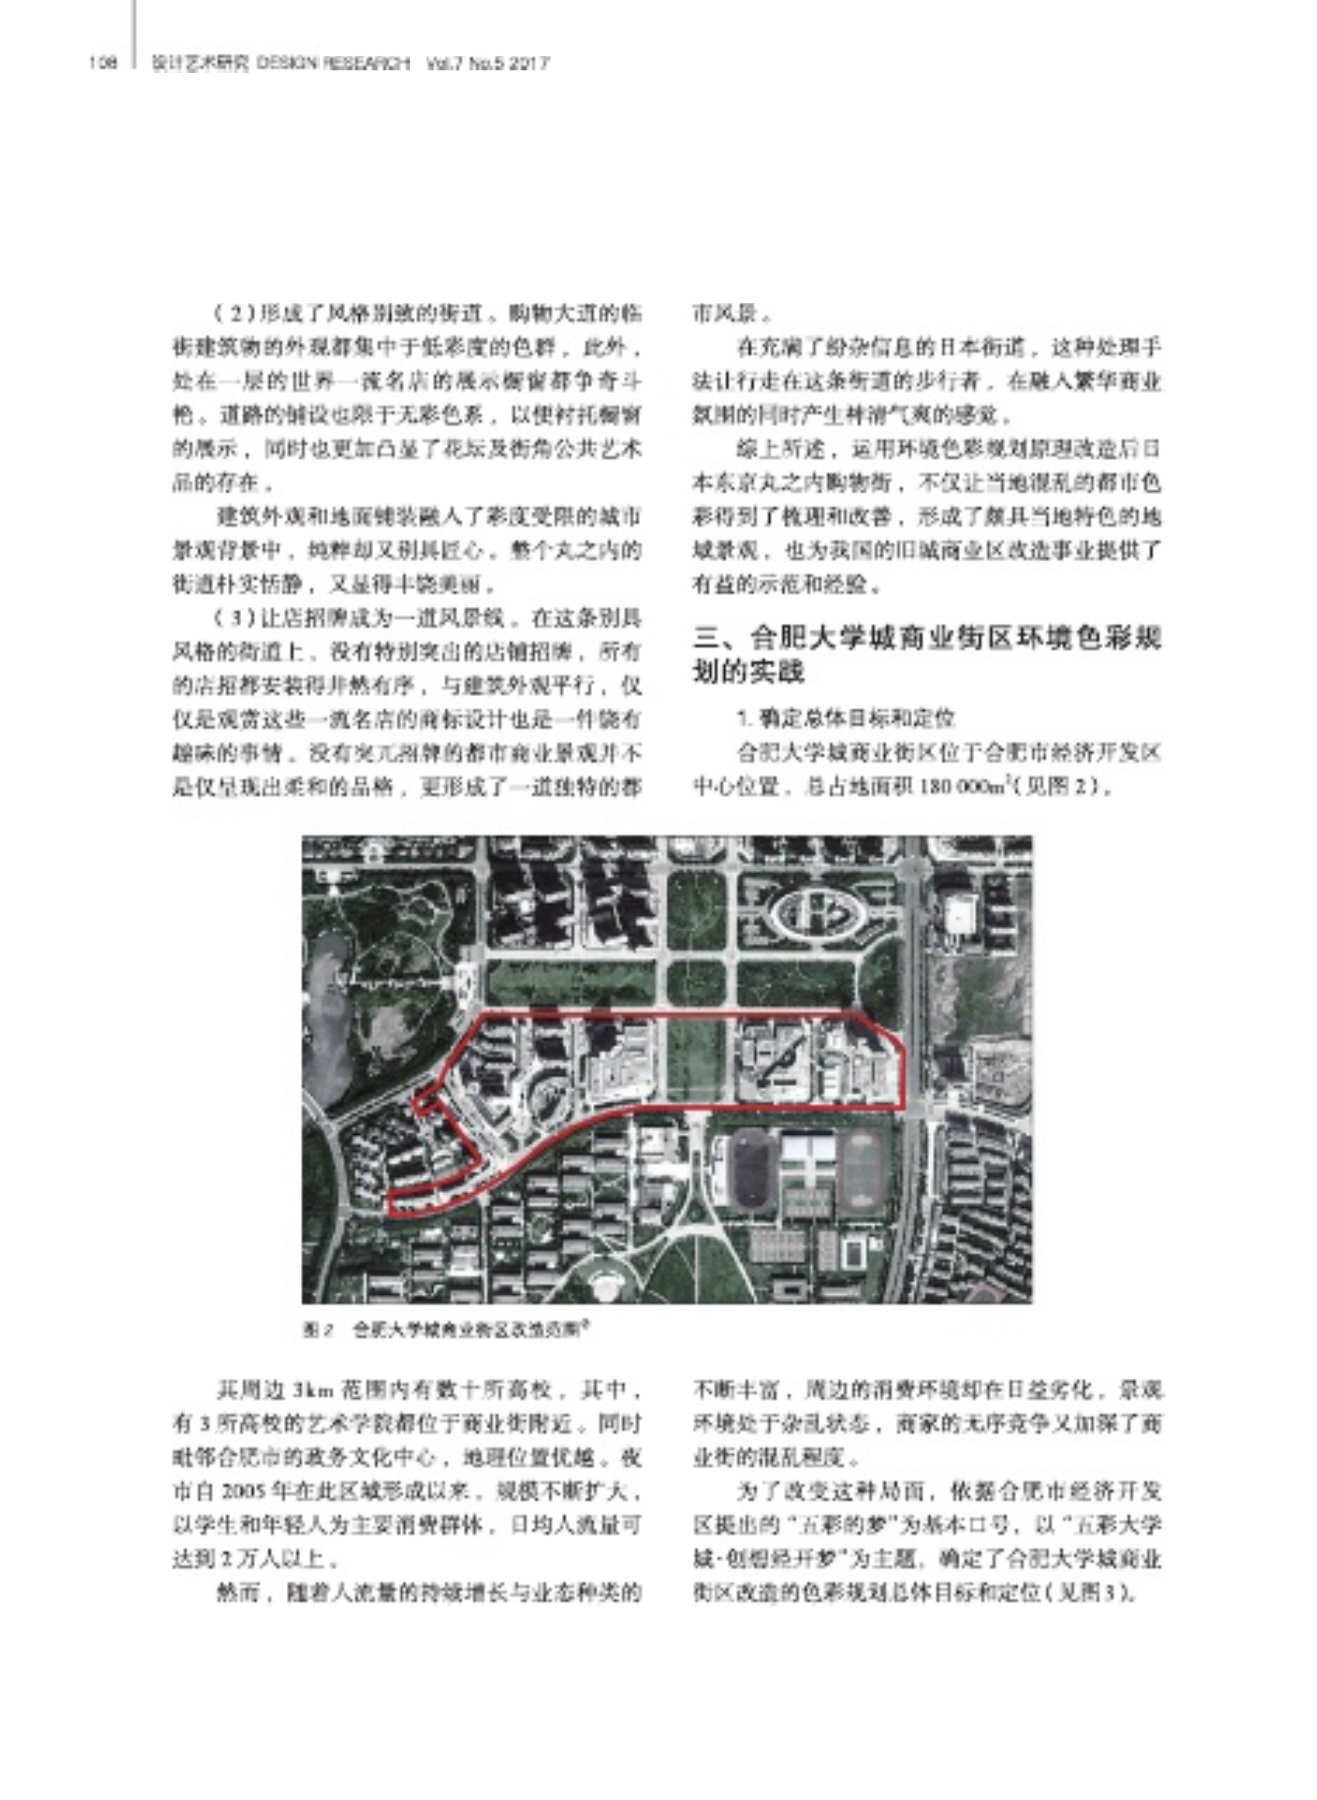 108
设计艺术研究 DESIGN RESEARCH Vol.7 No.5 2017
（2）形成了风格别致的街道。购物大道的临
街建筑物的外观都集中于低彩度的色群，此外，
处在一层的世界一流名店的展示橱窗都争奇斗
艳。道路的铺设也限于无彩色系，以便衬托橱窗
的展示，同时也更加凸显了花坛及街角公共艺术
品的存在。
建筑外观和地面铺装融入了彩度受限的城市
景观背景中，纯粹却又别具匠心。整个丸之内的
街道朴实恬静，又显得丰饶美丽。
（3）让店招牌成为一道风景线。在这条别具
风格的街道上，没有特别突出的店铺招牌，所有
的店招都安装得井然有序，与建筑外观平行，仅
仅是观赏这些一流名店的商标设计也是一件饶有
趣味的事情。没有突兀招牌的都市商业景观并不
是仅呈现出柔和的品格，更形成了一道独特的都
市风景。
在充满了纷杂信息的日本街道，这种处理手
法让行走在这条街道的步行者，在融入繁华商业
氛围的同时产生神清气爽的感觉。
综上所述，运用环境色彩规划原理改造后日
本东京丸之内购物街，不仅让当地混乱的都市色
彩得到了梳理和改善，形成了颇具当地特色的地
域景观，也为我国的旧城商业区改造事业提供了
有益的示范和经验。
三、合肥大学城商业街区环境色彩规
划的实践
1. 确定总体目标和定位
合肥大学城商业街区位于合肥市经济开发区
中心位置，总占地面积 180 000m²（见图 2）。
图 2 合肥大学城商业街区改造范围②
其周边 3km 范围内有数十所高校，其中，
有 3 所高校的艺术学院都位于商业街附近。同时
毗邻合肥市的政务文化中心，地理位置优越。夜
市自 2005 年在此区域形成以来，规模不断扩大，
以学生和年轻人为主要消费群体，日均人流量可
达到 2 万人以上。
然而，随着人流量的持续增长与业态种类的
不断丰富，周边的消费环境却在日益劣化，景观
环境处于杂乱状态，商家的无序竞争又加深了商
业街的混乱程度。
为了改变这种局面，依据合肥市经济开发
区提出的“五彩的梦”为基本口号，以“五彩大学
城·创想经开梦”为主题，确定了合肥大学城商业
街区改造的色彩规划总体目标和定位（见图 3）。